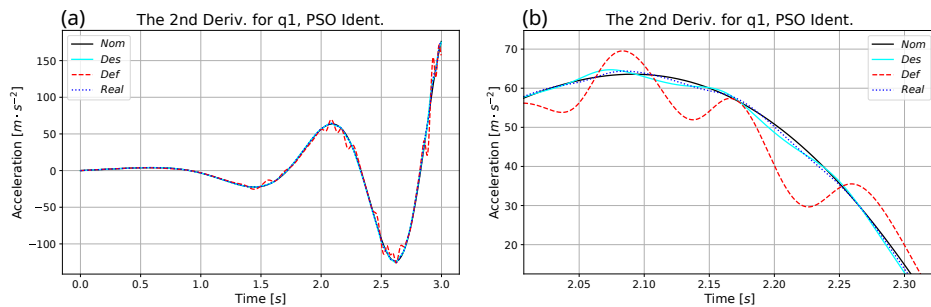 (a)
The 2nd Deriv. for q1, PSO Ident.
Acceleration [m· s⁻²]
150
100
50
0
−50
−100
Nom
Des
Def
Real
0.0 0.5 1.0 1.5 2.0 2.5 3.0
Time [s]
(b)
The 2nd Deriv. for q1, PSO Ident.
Acceleration [m· s⁻²]
70
60
50
40
30
20
Nom
Des
Def
Real
2.05 2.10 2.15 2.20 2.25 2.30
Time [s]